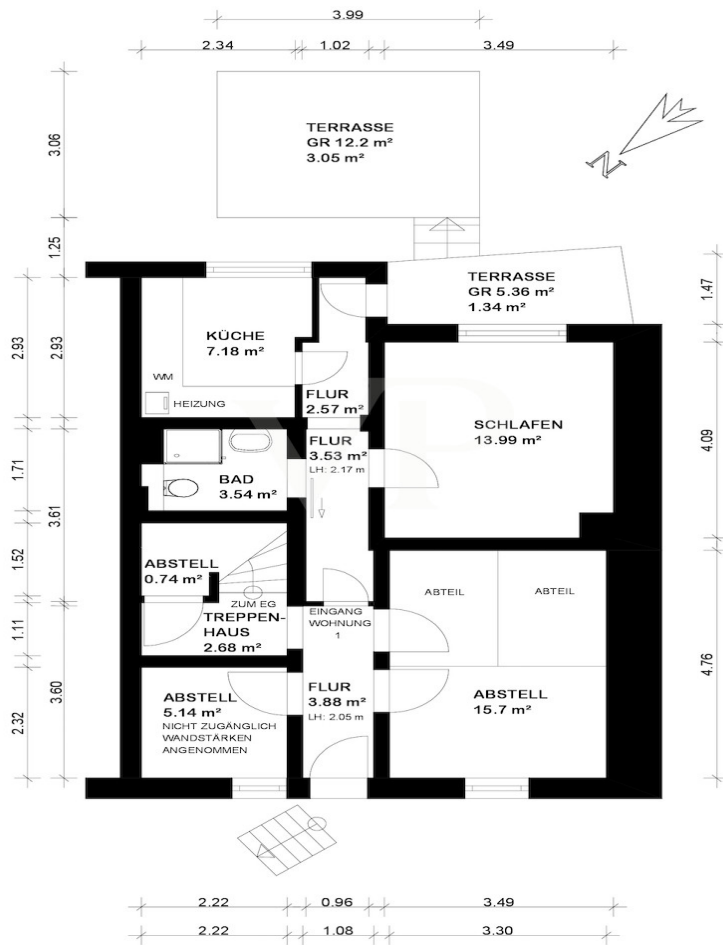 3.99
2.34
1.02
3.49
TERRASSE
GR 12.2 m²
3.05 m²
N
3.06
1.25
TERRASSE
GR 5.36 m²
1.34 m²
1.47
2.93
2.93
KÜCHE
7.18 m²
WM
HEIZUNG
FLUR
2.57 m²
FLUR
3.53 m²
LH: 2.17 m
SCHLAFEN
13.99 m²
4.09
VP
1.71
3.61
BAD
3.54 m²
1.52
ABSTELL
0.74 m²
ZUM EG
TREPPEN-
HAUS
2.68 m²
1.11
EINGANG
WOHNUNG
1
ABTEIL
ABTEIL
4.76
2.32
3.60
ABSTELL
5.14 m²
NICHT ZUGÄNGLICH
WANDSTÄRKEN
ANGENOMMEN
FLUR
3.88 m²
LH: 2.05 m
ABSTELL
15.7 m²
2.22
0.96
3.49
2.22
1.08
3.30